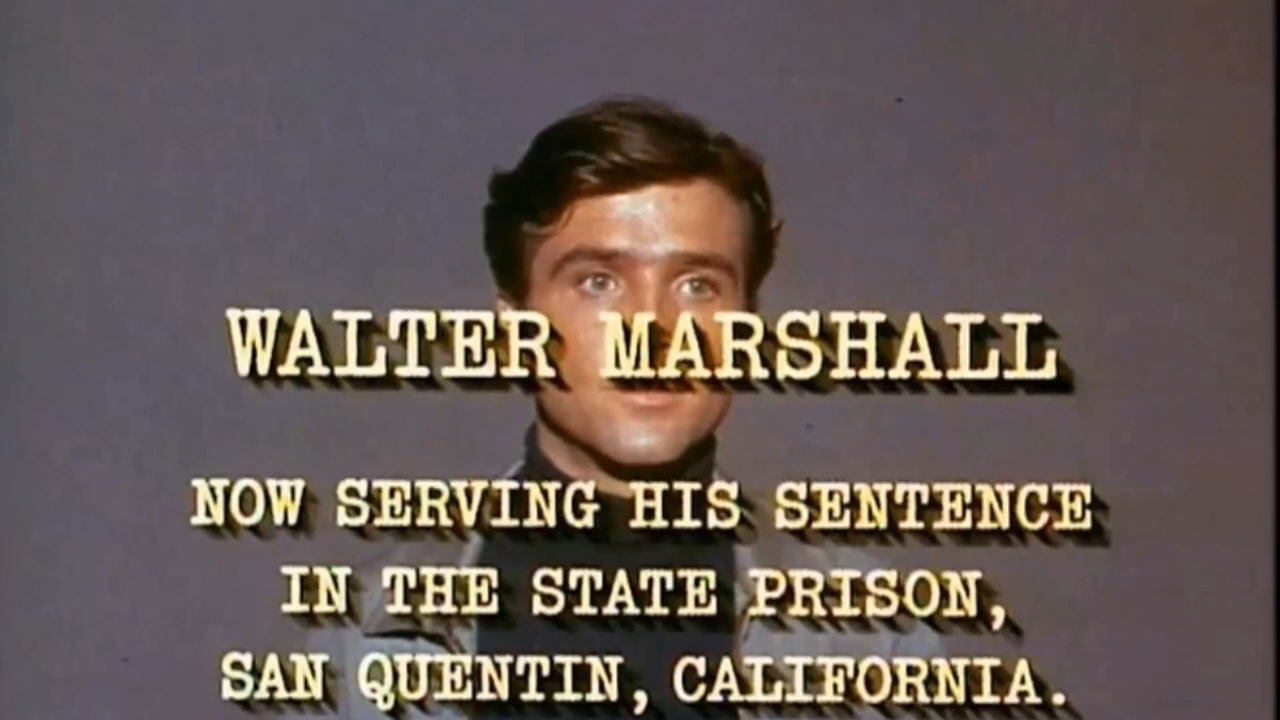 WALTER MARSHALL
NOW SERVING HIS SENTENCE
IN THE STATE PRISON,
SAN QUENTIN, CALIFORNIA.